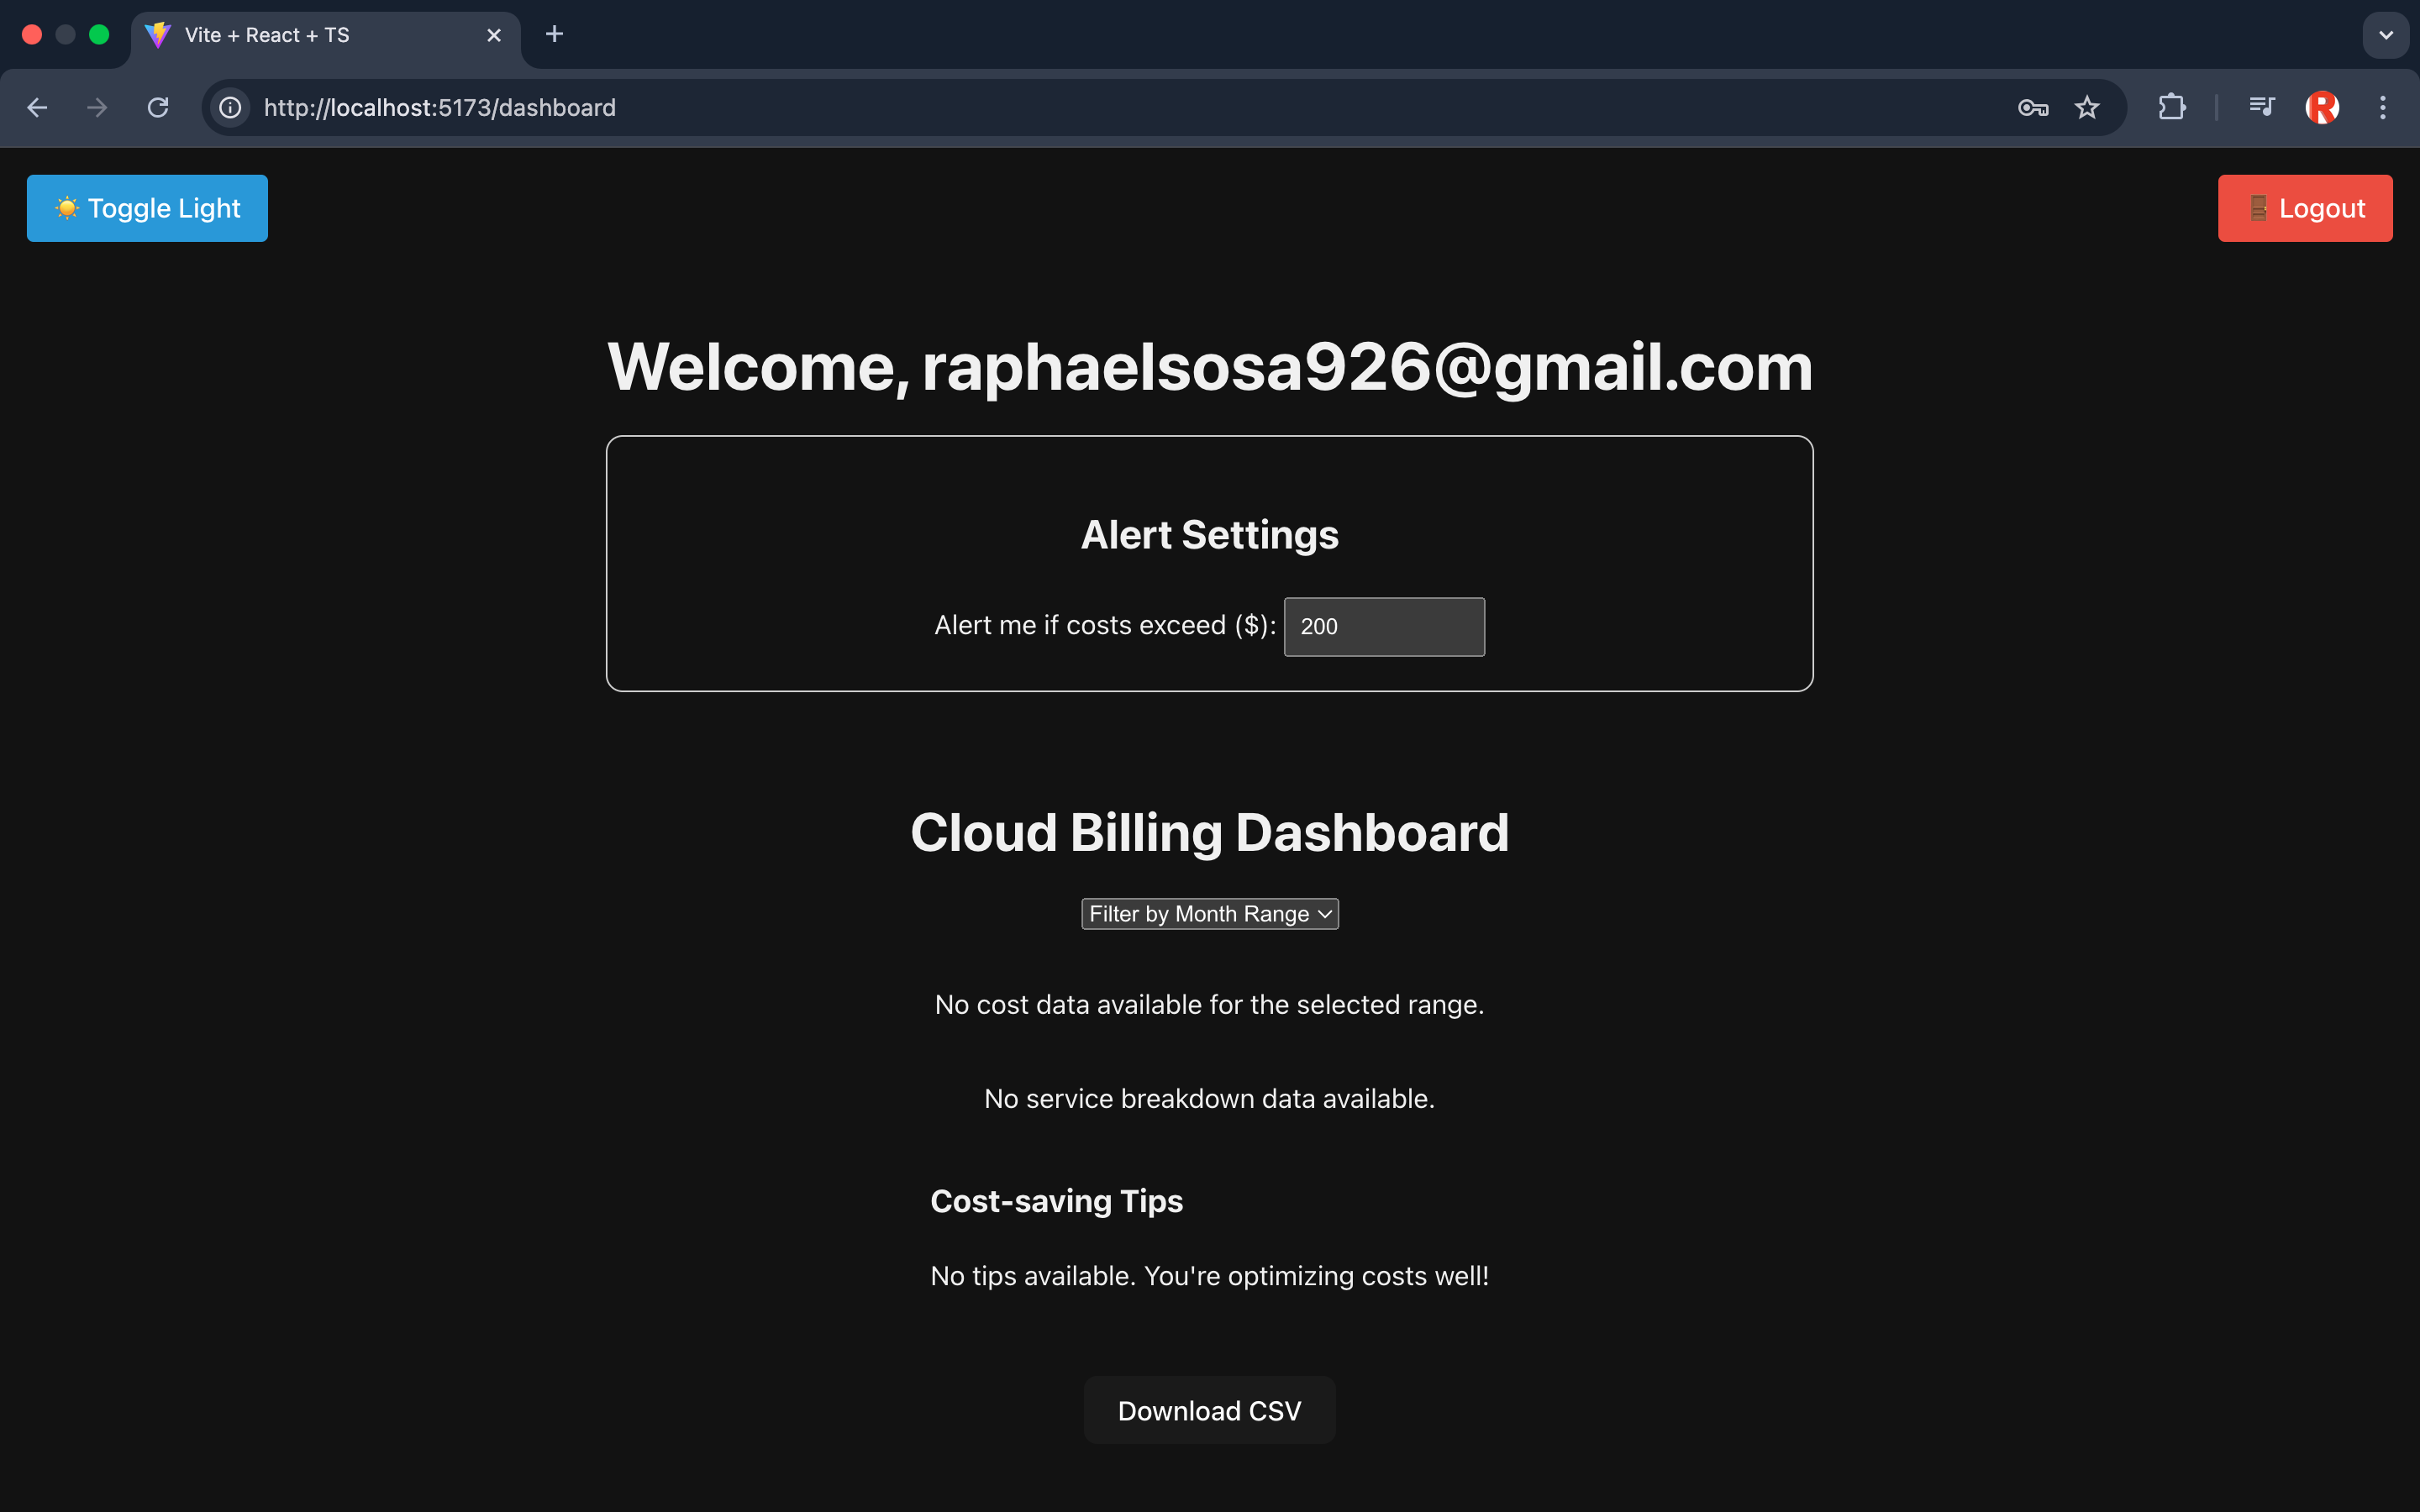 Vite + React + TS
http://localhost:5173/dashboard
☀️ Toggle Light
🚪 Logout
Welcome, raphaelsosa926@gmail.com
Alert Settings
Alert me if costs exceed ($): 200
Cloud Billing Dashboard
Filter by Month Range
No cost data available for the selected range.
No service breakdown data available.
Cost-saving Tips
No tips available. You're optimizing costs well!
Download CSV